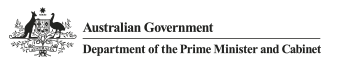 Australian Government
Department of the Prime Minister and Cabinet